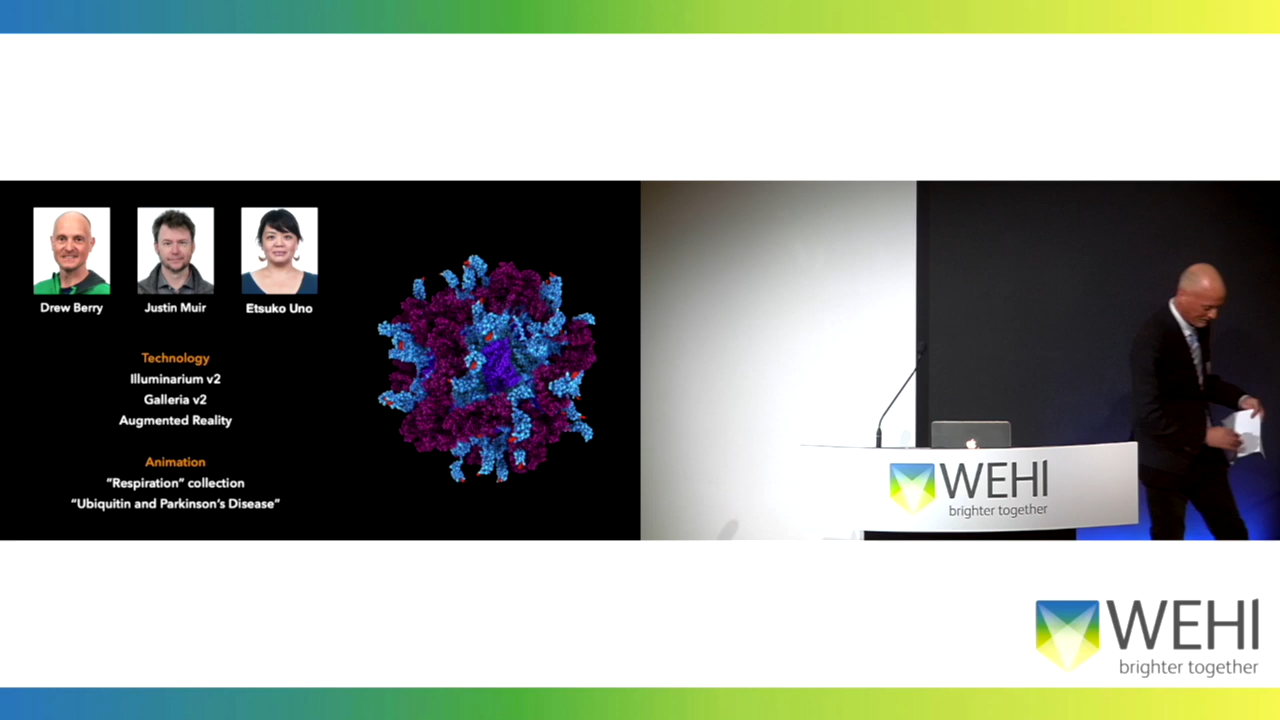 Drew Berry
Justin Muir
Etsuko Uno
Technology
Illuminarium v2
Galleria v2
Augmented Reality
Animation
“Respiration” collection
“Ubiquitin and Parkinson’s Disease”
WEHI
brighter together
WEHI
brighter together